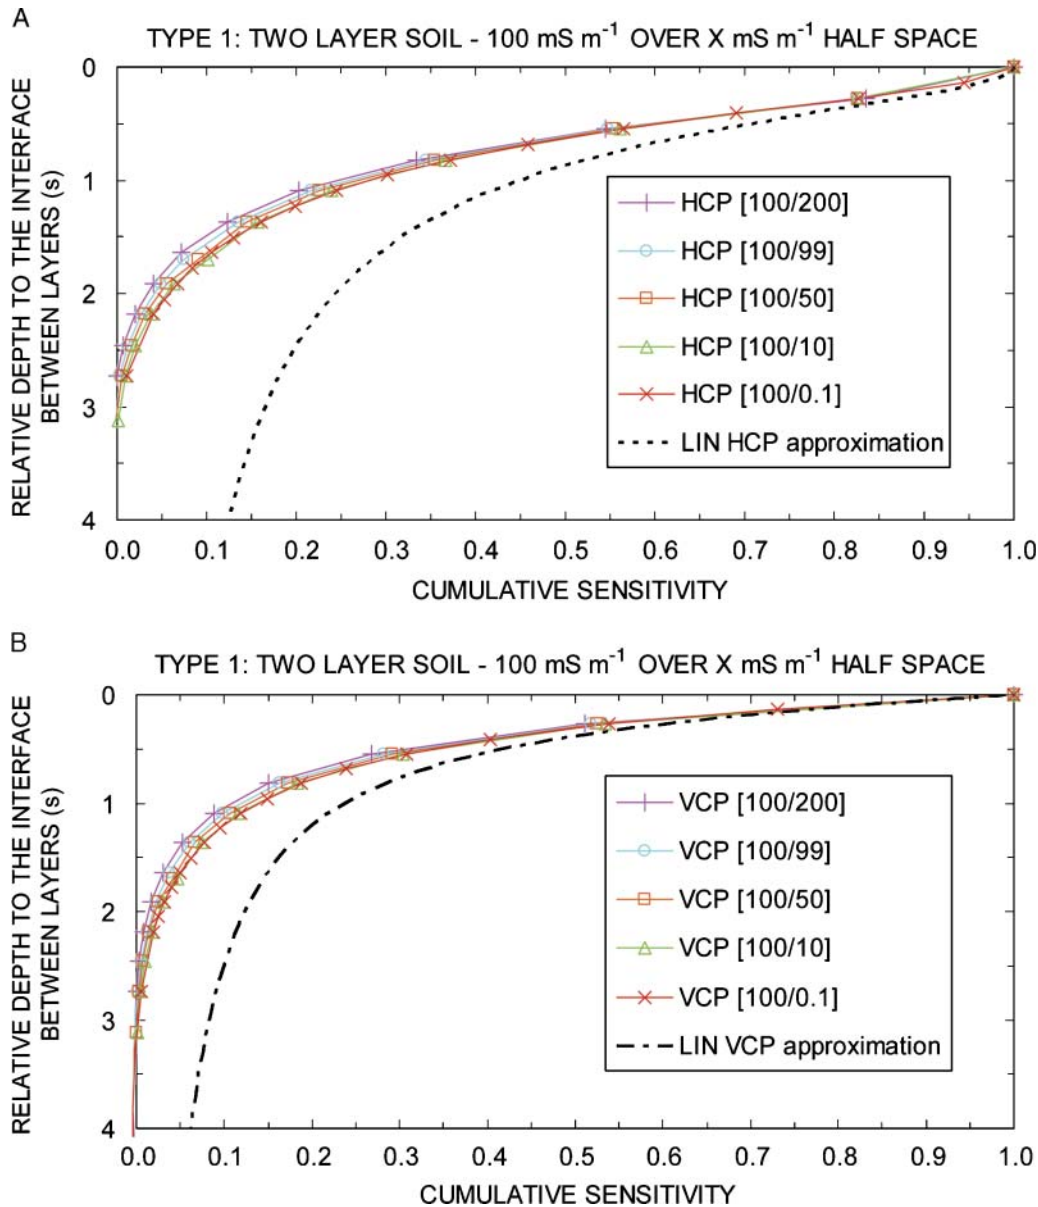 A
TYPE 1: TWO LAYER SOIL - 100 mS m⁻¹ OVER X mS m⁻¹ HALF SPACE
RELATIVE DEPTH TO THE INTERFACE
BETWEEN LAYERS (s)
0
1
2
3
4
HCP [100/200]
HCP [100/99]
HCP [100/50]
HCP [100/10]
HCP [100/0.1]
LIN HCP approximation
0.0 0.1 0.2 0.3 0.4 0.5 0.6 0.7 0.8 0.9 1.0
CUMULATIVE SENSITIVITY
B
TYPE 1: TWO LAYER SOIL - 100 mS m⁻¹ OVER X mS m⁻¹ HALF SPACE
RELATIVE DEPTH TO THE INTERFACE
BETWEEN LAYERS (s)
0
1
2
3
4
VCP [100/200]
VCP [100/99]
VCP [100/50]
VCP [100/10]
VCP [100/0.1]
LIN VCP approximation
0.0 0.1 0.2 0.3 0.4 0.5 0.6 0.7 0.8 0.9 1.0
CUMULATIVE SENSITIVITY